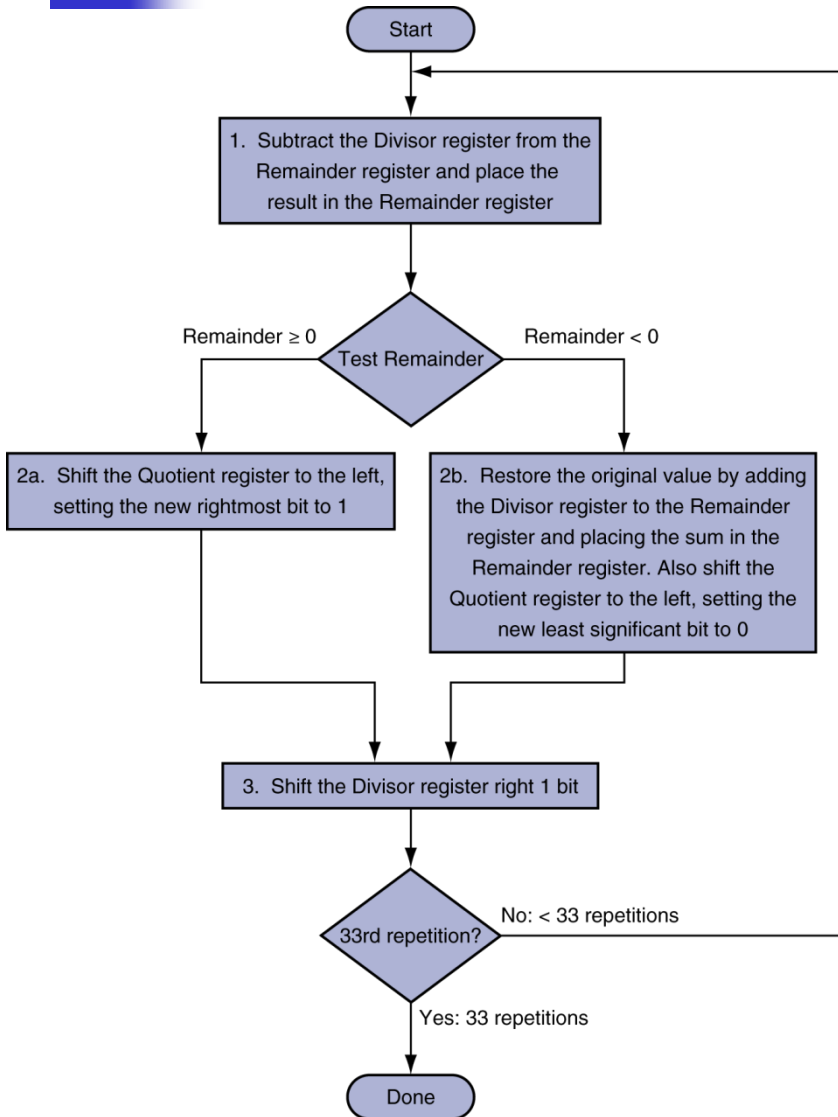 Start
1. Subtract the Divisor register from the
Remainder register and place the
result in the Remainder register
Remainder ≥ 0
Remainder < 0
Test Remainder
2a. Shift the Quotient register to the left,
setting the new rightmost bit to 1
2b. Restore the original value by adding
the Divisor register to the Remainder
register and placing the sum in the
Remainder register. Also shift the
Quotient register to the left, setting the
new least significant bit to 0
3. Shift the Divisor register right 1 bit
33rd repetition?
No: < 33 repetitions
Yes: 33 repetitions
Done